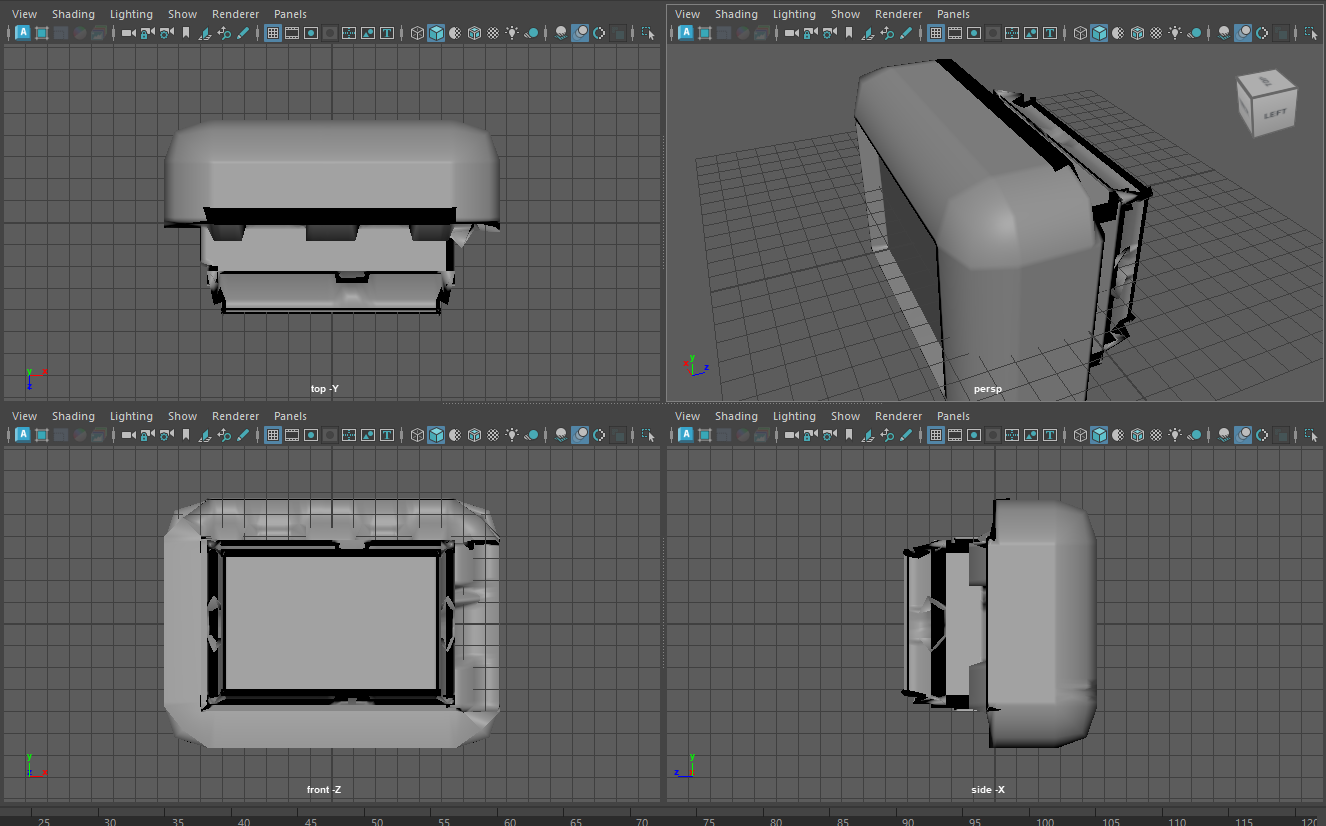 View Shading Lighting Show Renderer Panels
View Shading Lighting Show Renderer Panels
A T
A T
TOP
LEFT
y x
z
top -Y
y
x z
persp
View Shading Lighting Show Renderer Panels
View Shading Lighting Show Renderer Panels
A T
A T
y
z x
front -Z
y
z
side -X
25 30 35 40 45 50 55 60 65 70 75 80 85 90 95 100 105 110 115 120